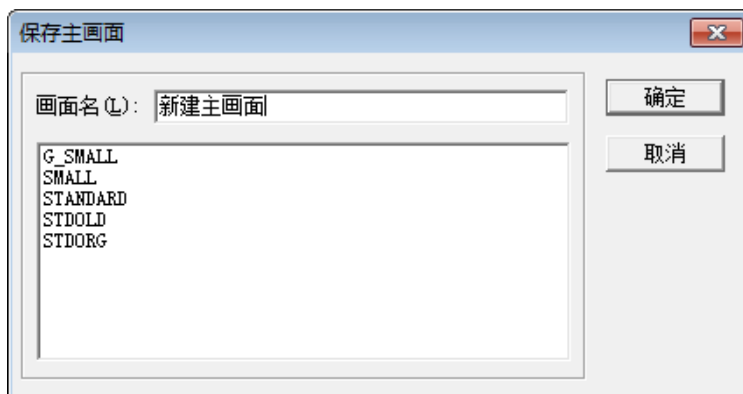 保存主画面
画面名(L): 新建主画面
确定
取消
G_SMALL
SMALL
STANDARD
STDOLD
STDORG